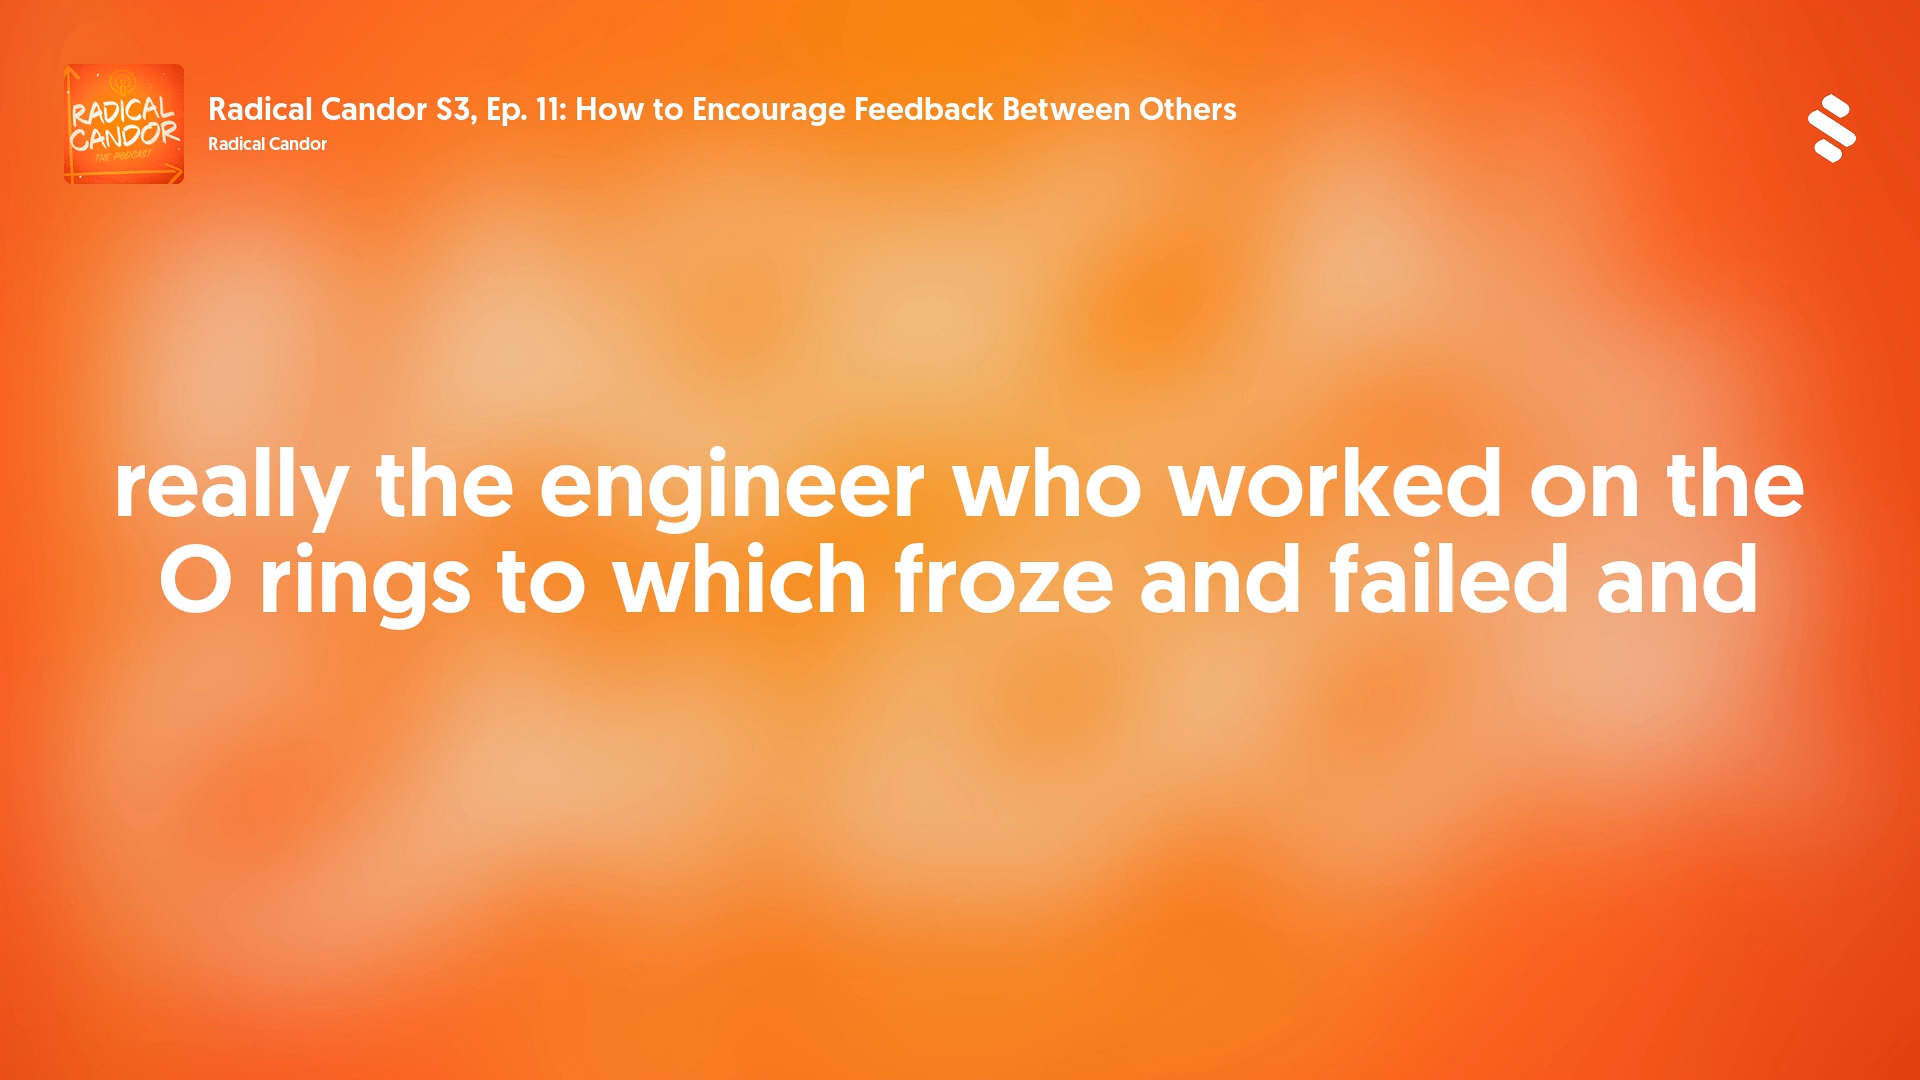 RADICAL
CANDOR
THE PODCAST
Radical Candor S3, Ep. 11: How to Encourage Feedback Between Others
Radical Candor
really the engineer who worked on the
O rings to which froze and failed and